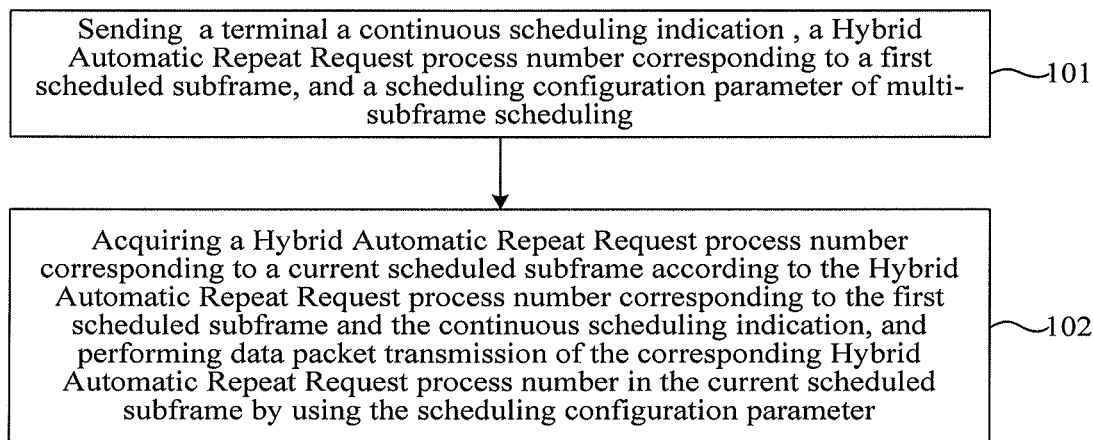 Sending a terminal a continuous scheduling indication , a Hybrid
Automatic Repeat Request process number corresponding to a first
scheduled subframe, and a scheduling configuration parameter of multi-
subframe scheduling
101
Acquiring a Hybrid Automatic Repeat Request process number
corresponding to a current scheduled subframe according to the Hybrid
Automatic Repeat Request process number corresponding to the first
scheduled subframe and the continuous scheduling indication, and
performing data packet transmission of the corresponding Hybrid
Automatic Repeat Request process number in the current scheduled
subframe by using the scheduling configuration parameter
102